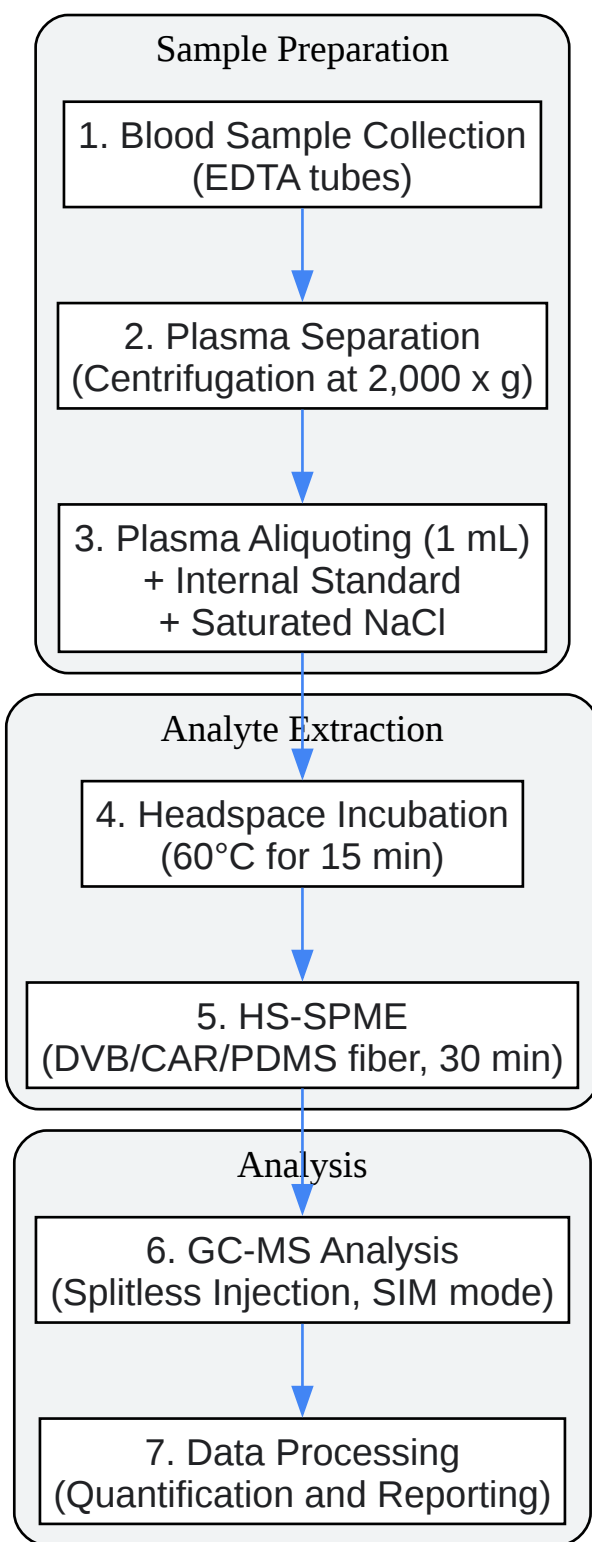 Sample Preparation
1. Blood Sample Collection
(EDTA tubes)
2. Plasma Separation
(Centrifugation at 2,000 x g)
3. Plasma Aliquoting (1 mL)
+ Internal Standard
+ Saturated NaCl
Analyte Extraction
4. Headspace Incubation
(60°C for 15 min)
5. HS-SPME
(DVB/CAR/PDMS fiber, 30 min)
Analysis
6. GC-MS Analysis
(Splitless Injection, SIM mode)
7. Data Processing
(Quantification and Reporting)